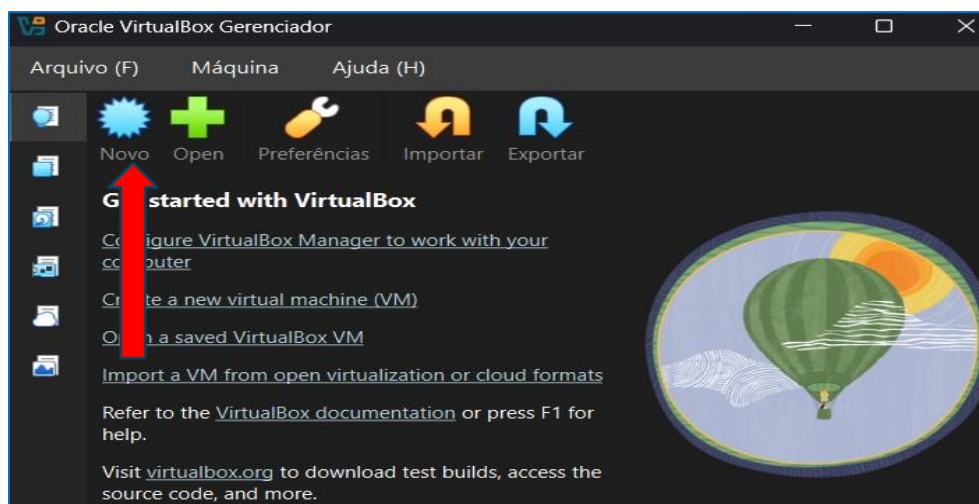 Oracle VirtualBox Gerenciador
Arquivo (F) Máquina Ajuda (H)
Novo Open Preferências Importar Exportar
started with VirtualBox
VirtualBox Manager to work with your
a new virtual machine (VM)
a saved VirtualBox VM
Import a VM from open virtualization or cloud formats
Refer to the VirtualBox documentation or press F1 for
help.
Visit virtualbox.org to download test builds, access the
source code, and more.